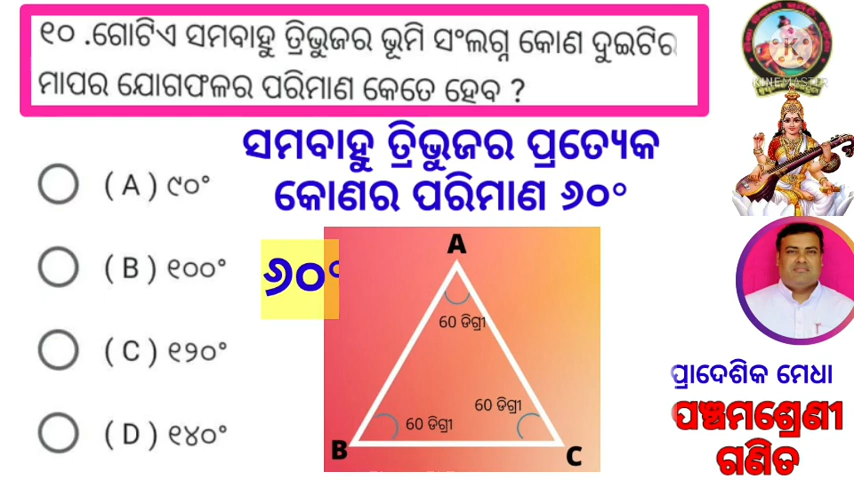 ୧୦ .ଗୋଟିଏ ସମବାହୁ ତ୍ରିଭୁଜର ଭୂମି ସଂଲଗ୍ନ କୋଣ ଦୁଇଟିର
ମାପର ଯୋଗଫଳର ପରିମାଣ କେତେ ହେବ ?
ସମବାହୁ ତ୍ରିଭୁଜର ପ୍ରତ୍ୟେକ
କୋଣର ପରିମାଣ ୬୦°
( A ) ୯୦°
( B ) ୧୦୦°
( C ) ୧୨୦°
( D ) ୧୪୦°
୬୦°
A
60 ଡିଗ୍ରୀ
60 ଡିଗ୍ରୀ
60 ଡିଗ୍ରୀ
B
C
K
KINEMASTER
ପ୍ରାଦେଶିକ ମେଧା
ପଞ୍ଚମଶ୍ରେଣୀ
ଗଣିତ